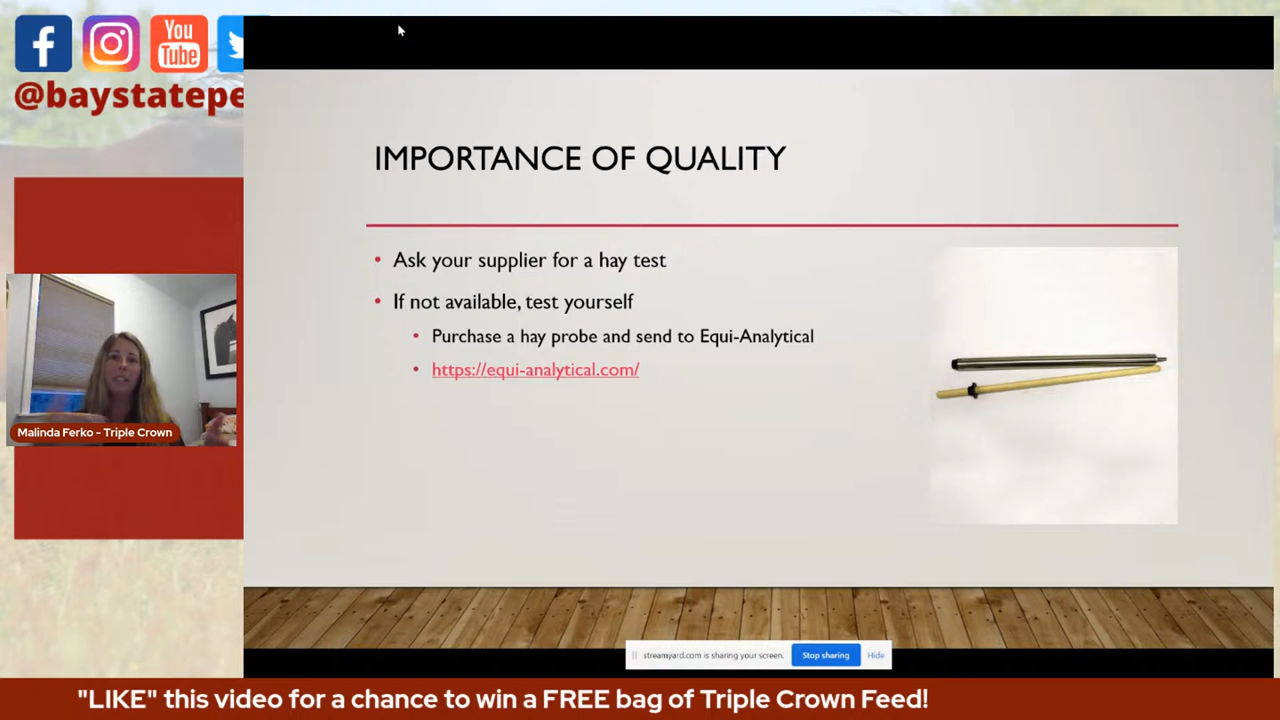 You
Tube
@baystatepe
IMPORTANCE OF QUALITY
• Ask your supplier for a hay test
• If not available, test yourself
• Purchase a hay probe and send to Equi-Analytical
• https://equi-analytical.com/
Malinda Ferko - Triple Crown
streamyard.com is sharing your screen.
Stop sharing
Hide
"LIKE" this video for a chance to win a FREE bag of Triple Crown Feed!